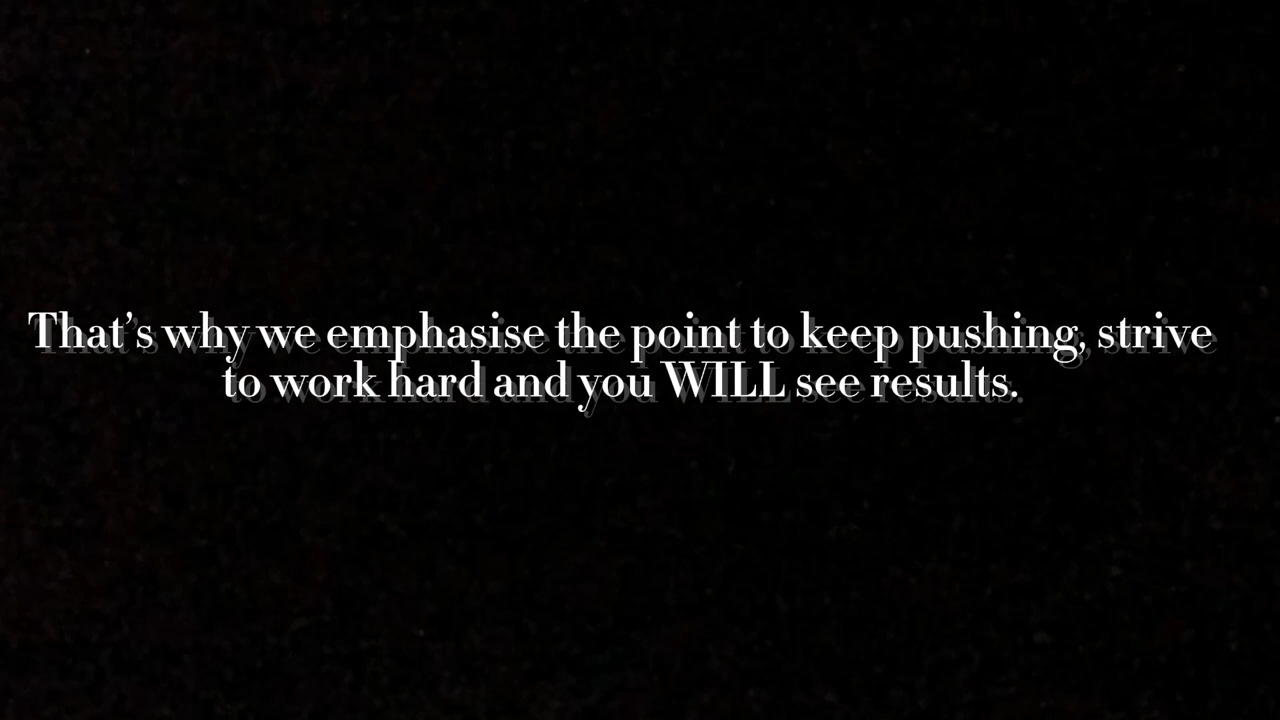 That’s why we emphasise the point to keep pushing, strive
to work hard and you WILL see results.